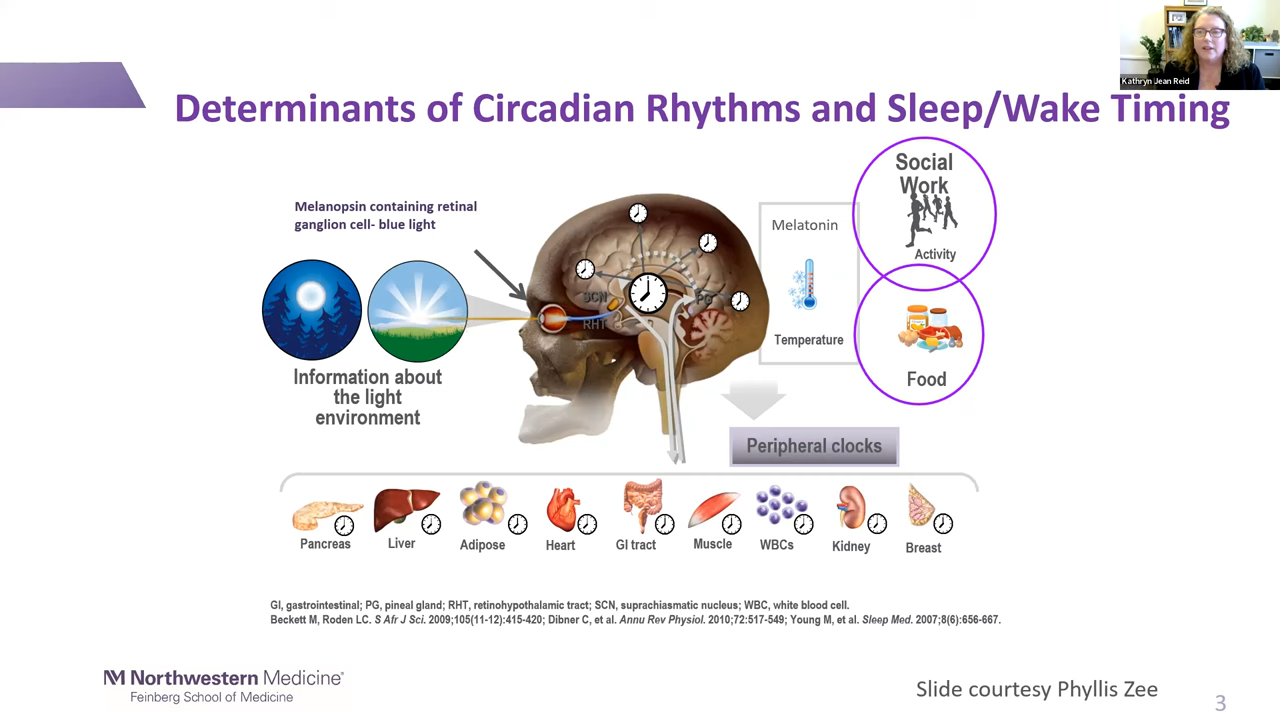 Kathryn Jean Reid
Determinants of Circadian Rhythms and Sleep/Wake Timing
Melanopsin containing retinal
ganglion cell- blue light
Information about
the light
environment
SCN
RHT
PG
Melatonin
Temperature
Social
Work
Activity
Food
Peripheral clocks
Pancreas
Liver
Adipose
Heart
GI tract
Muscle
WBCs
Kidney
Breast
GI, gastrointestinal; PG, pineal gland; RHT, retinohypothalamic tract; SCN, suprachiasmatic nucleus; WBC, white blood cell.
Beckett M, Roden LC. S Afr J Sci. 2009;105(11-12):415-420; Dibner C, et al. Annu Rev Physiol. 2010;72:517-549; Young M, et al. Sleep Med. 2007;8(6):656-667.
Northwestern Medicine®
Feinberg School of Medicine
Slide courtesy Phyllis Zee
3